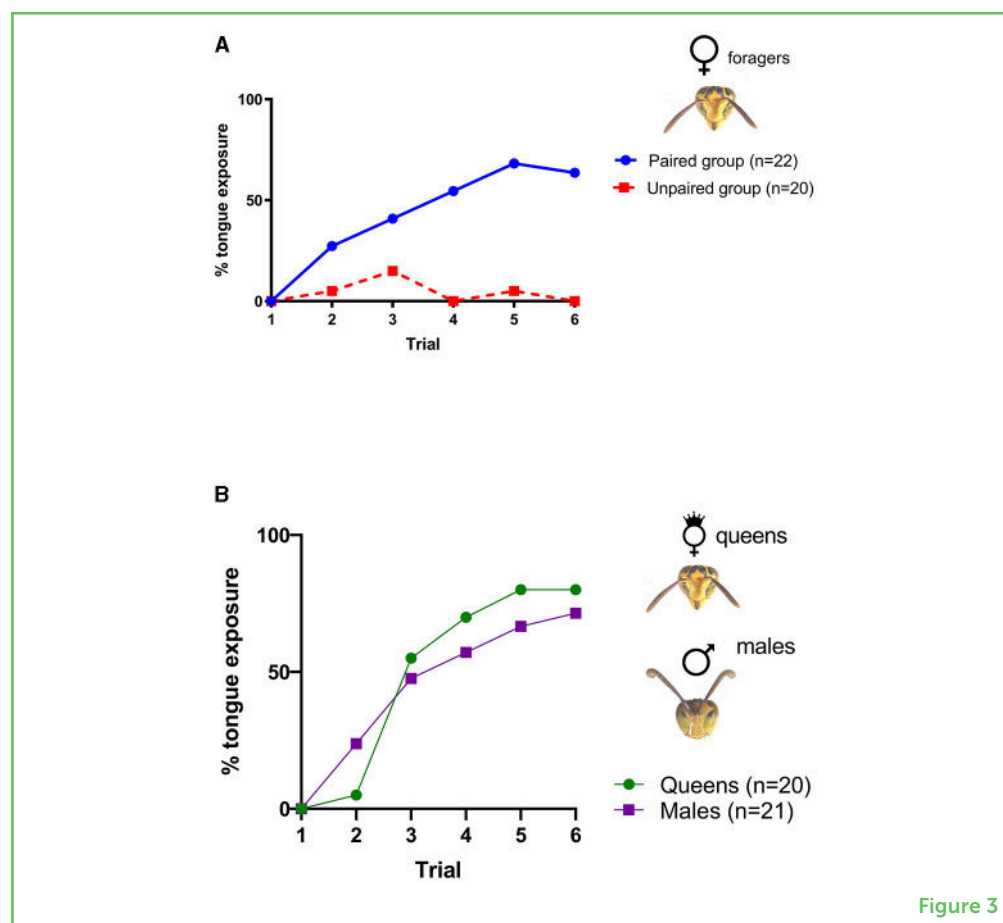 A
foragers
100
50
0
% tongue exposure
1 2 3 4 5 6
Trial
Paired group (n=22)
Unpaired group (n=20)
B
queens
males
100
50
0
% tongue exposure
1 2 3 4 5 6
Trial
Queens (n=20)
Males (n=21)
Figure 3